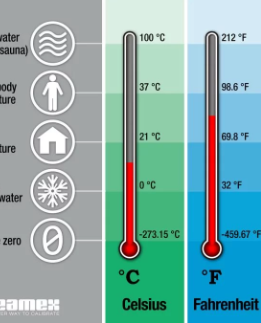 water 100 °C 212 °F
sauna)
body 37 °C 98.6 °F
ture
21 °C 69.8 °F
ture
0 °C 32 °F
water
zero -273.15 °C -459.67 °F
0
°C °F
eamex Celsius Fahrenheit